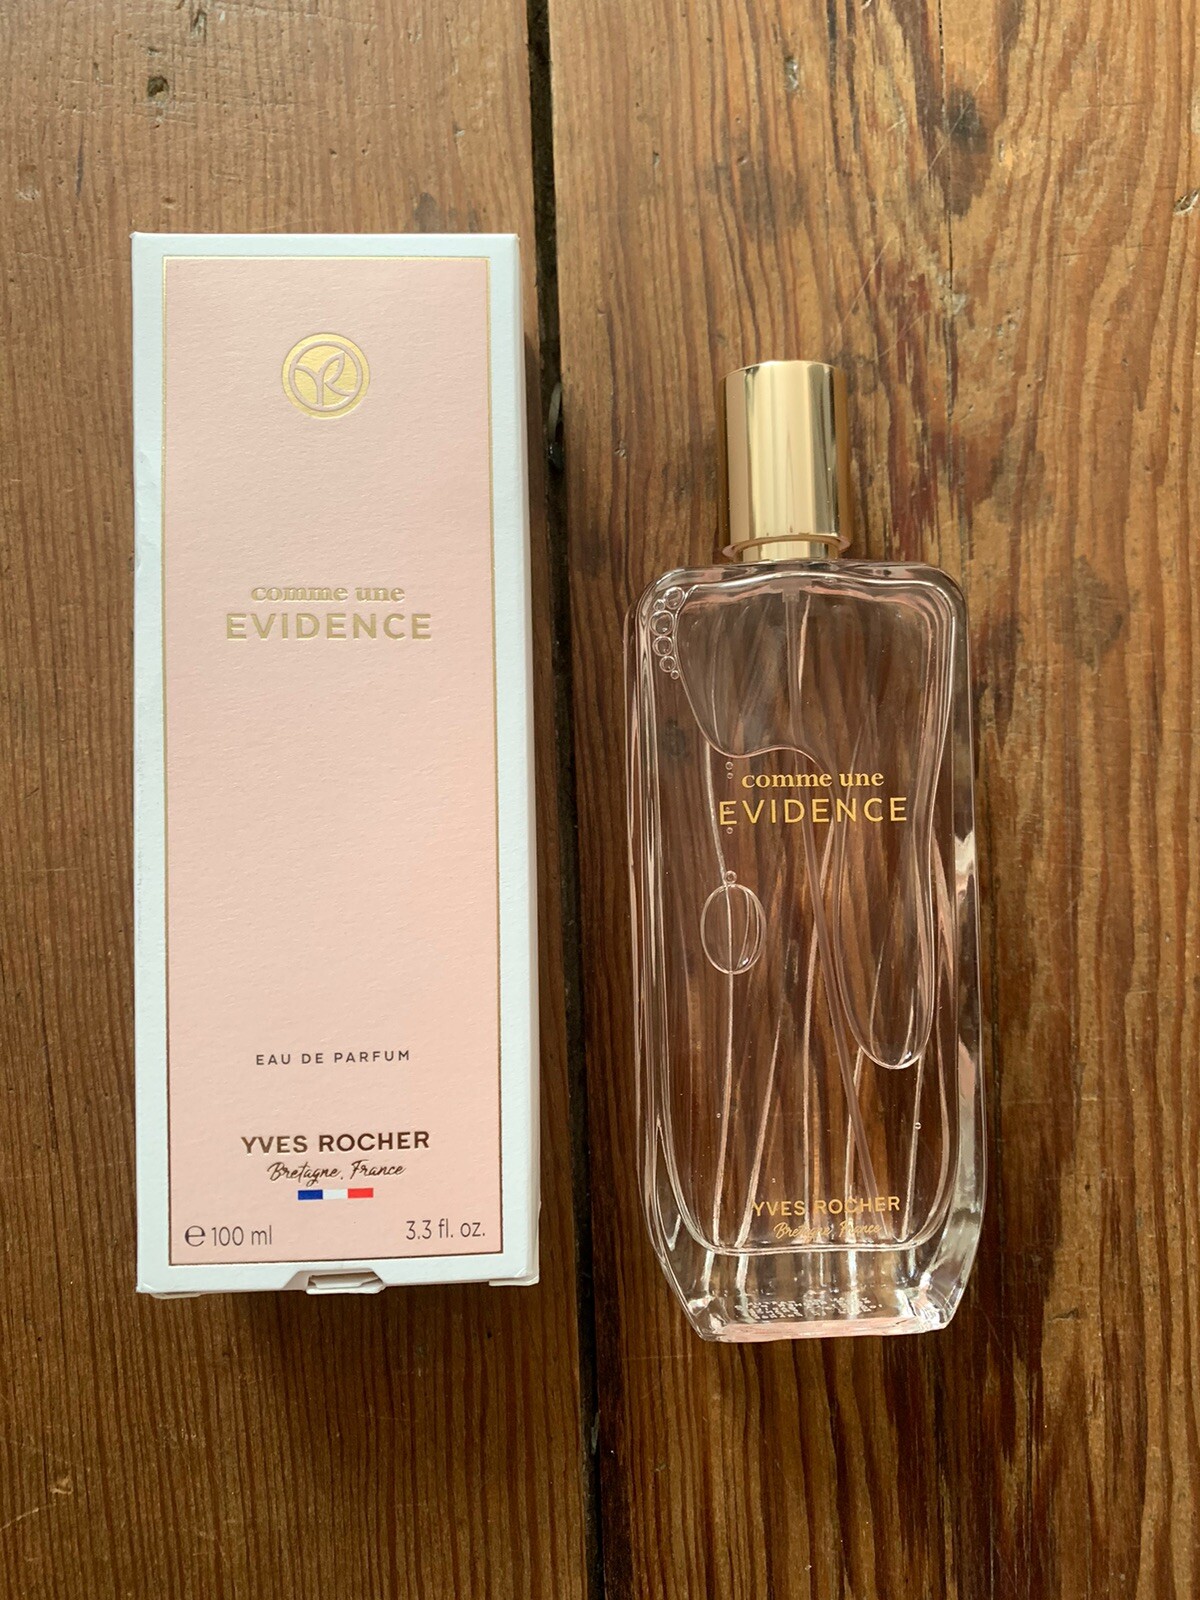 YR
comme une
EVIDENCE
EAU DE PARFUM
YVES ROCHER
Bretagne, France
℮ 100 ml
3.3 fl. oz.
comme une
EVIDENCE
YVES ROCHER
Bretagne, France